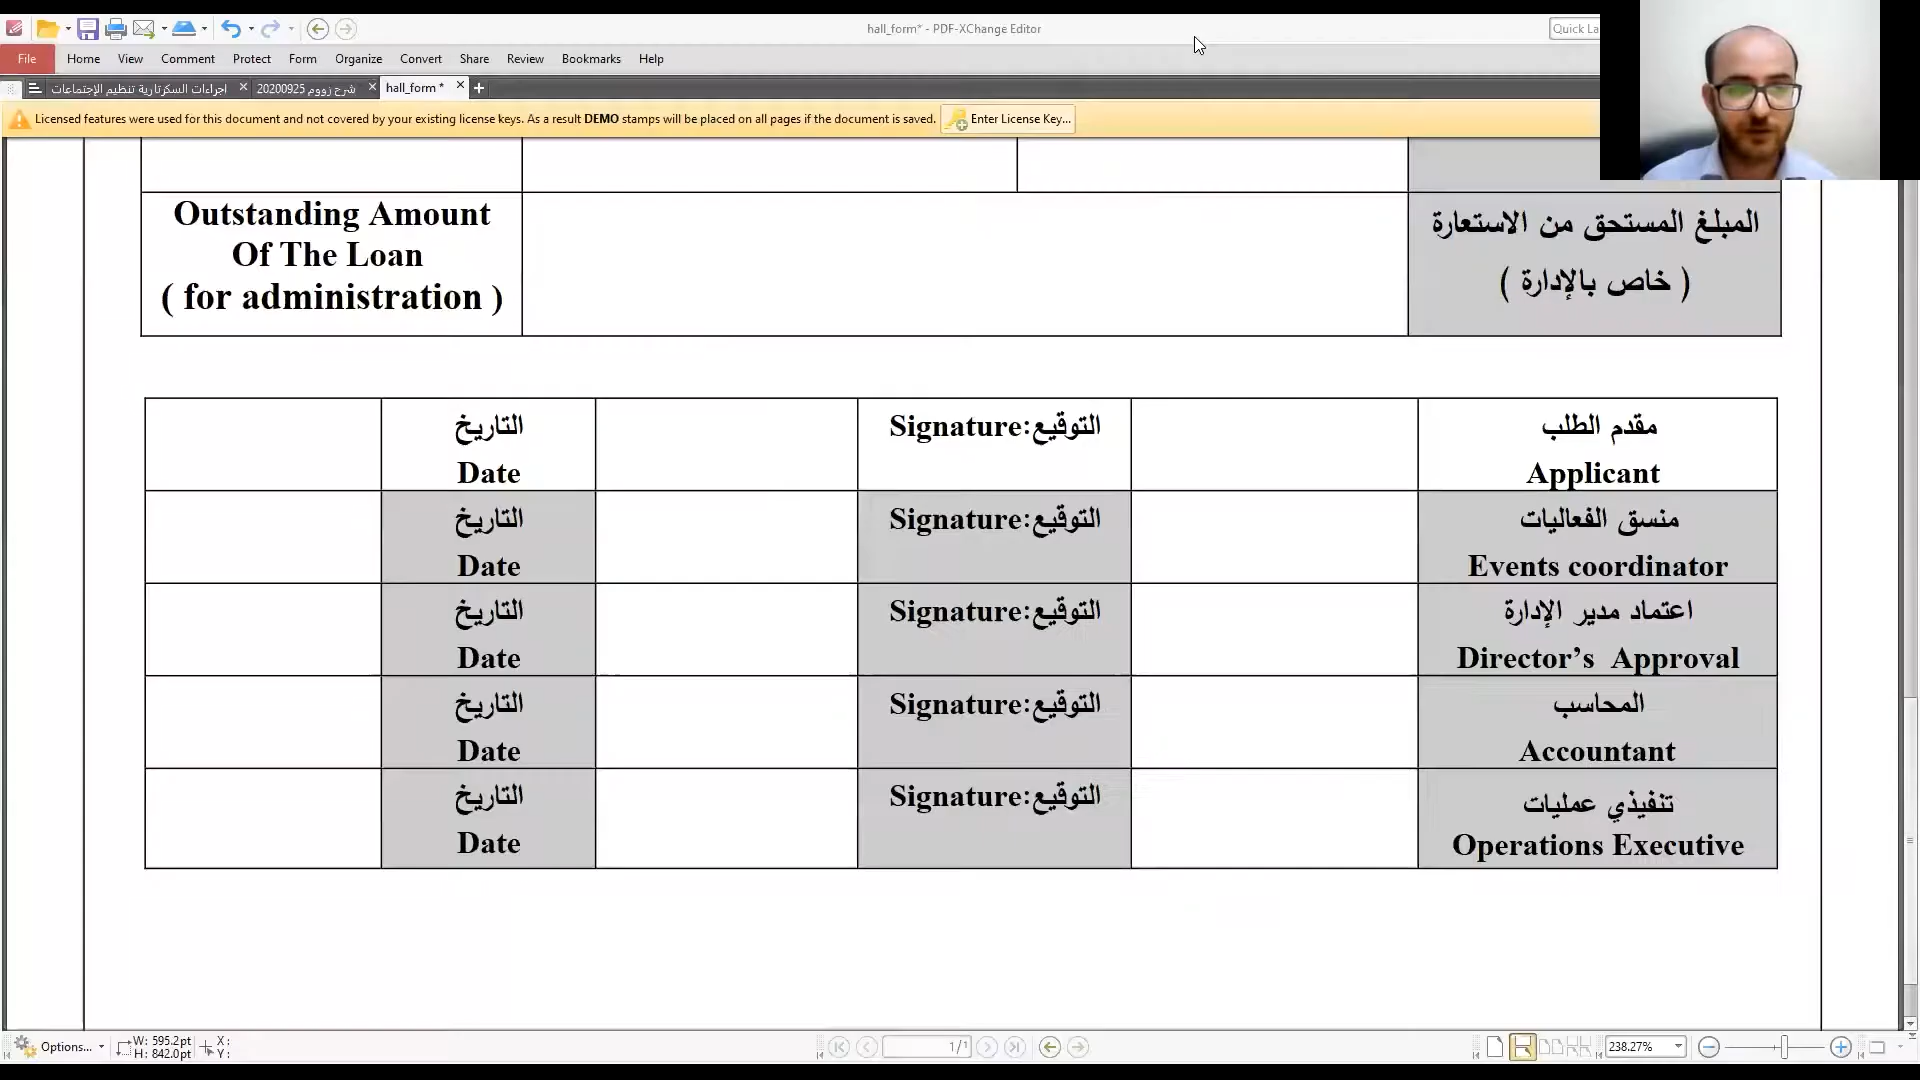 hall_form* - PDF-XChange Editor
Quick La
File Home View Comment Protect Form Organize Convert Share Review Bookmarks Help
اجراءات السكرتارية تنظيم الإجتماعات
شرح زووم 20200925
hall_form *
Licensed features were used for this document and not covered by your existing license keys. As a result DEMO stamps will be placed on all pages if the document is saved.
Enter License Key...
Outstanding Amount
Of The Loan
( for administration )
المبلغ المستحق من الاستعارة
( خاص بالإدارة )
مقدم الطلب
Applicant
Signature:التوقيع
التاريخ
Date
منسق الفعاليات
Events coordinator
Signature:التوقيع
التاريخ
Date
اعتماد مدير الإدارة
Director’s Approval
Signature:التوقيع
التاريخ
Date
المحاسب
Accountant
Signature:التوقيع
التاريخ
Date
تنفيذي عمليات
Operations Executive
Signature:التوقيع
التاريخ
Date
Options...
W: 595.2pt
H: 842.0pt
X:
Y:
1/1
238.27%